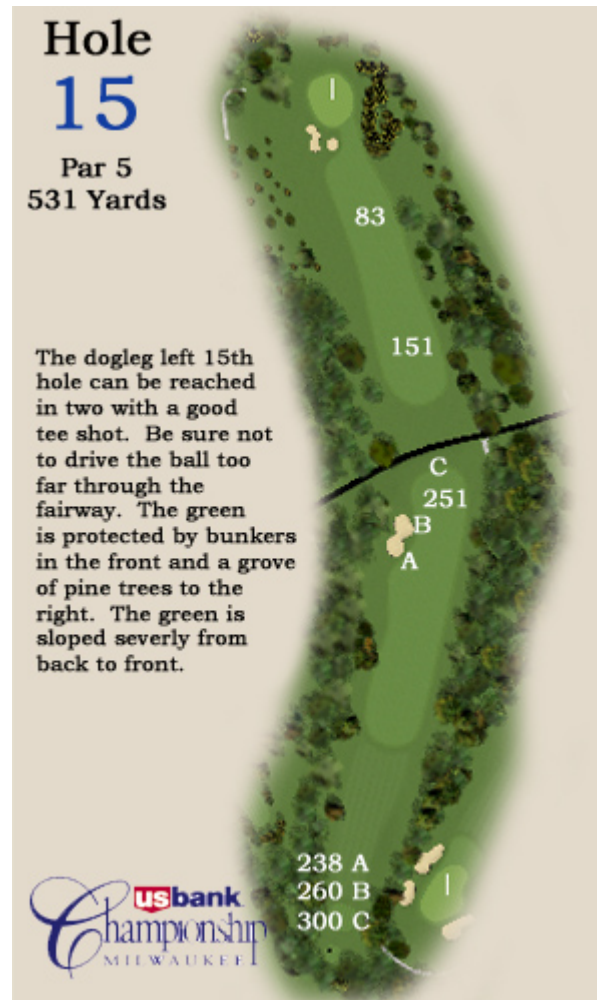 Hole
15
Par 5
531 Yards
83
151
The dogleg left 15th
hole can be reached
in two with a good
tee shot. Be sure not
to drive the ball too
far through the
fairway. The green
is protected by bunkers
in the front and a grove
of pine trees to the
right. The green is
sloped severly from
back to front.
C
251
B
A
238 A
260 B
300 C
usbank
Championship
MILWAUKEE